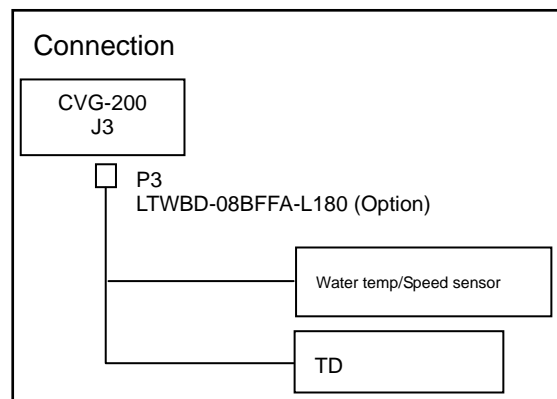 Connection
CVG-200
J3
P3
LTWBD-08BFFA-L180 (Option)
Water temp/Speed sensor
TD